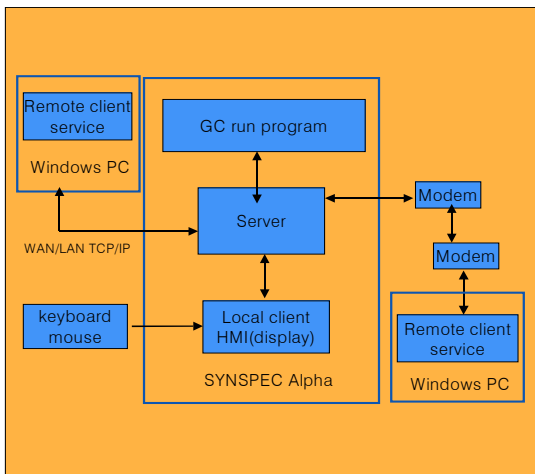 Remote client
service
Windows PC
WAN/LAN TCP/IP
keyboard
mouse
GC run program
Server
Local client
HMI(display)
SYNSPEC Alpha
Modem
Modem
Remote client
service
Windows PC